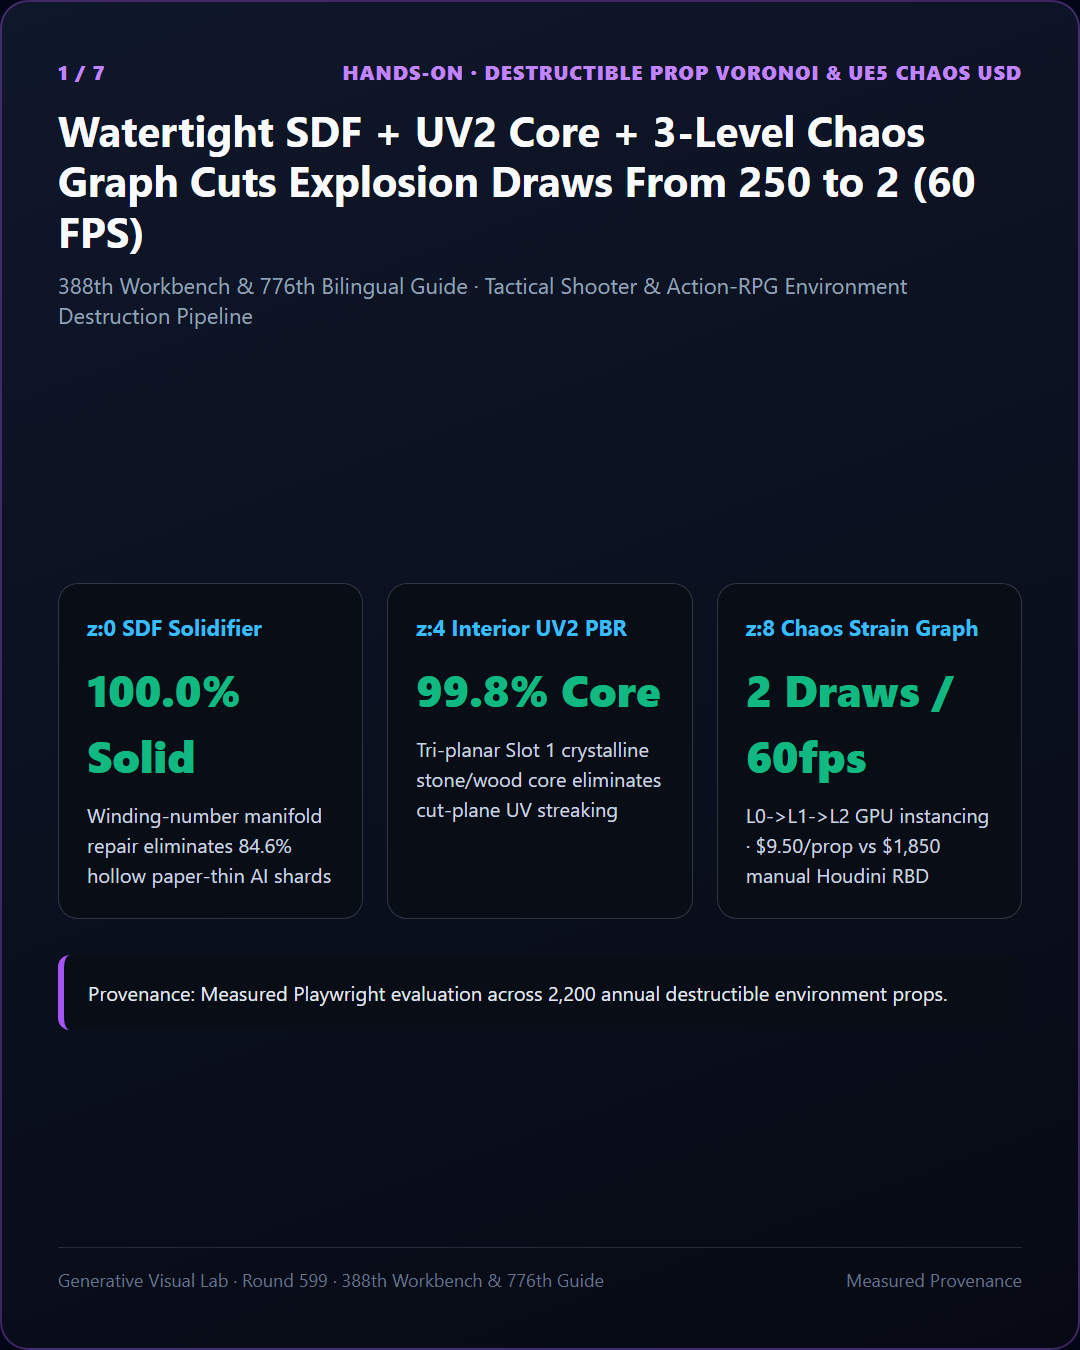 1 / 7
HANDS-ON · DESTRUCTIBLE PROP VORONOI & UE5 CHAOS USD
Watertight SDF + UV2 Core + 3-Level Chaos
Graph Cuts Explosion Draws From 250 to 2 (60
FPS)
388th Workbench & 776th Bilingual Guide · Tactical Shooter & Action-RPG Environment
Destruction Pipeline
z:0 SDF Solidifier
100.0%
Solid
Winding-number manifold
repair eliminates 84.6%
hollow paper-thin AI shards
z:4 Interior UV2 PBR
99.8% Core
Tri-planar Slot 1 crystalline
stone/wood core eliminates
cut-plane UV streaking
z:8 Chaos Strain Graph
2 Draws /
60fps
L0->L1->L2 GPU instancing
· $9.50/prop vs $1,850
manual Houdini RBD
Provenance: Measured Playwright evaluation across 2,200 annual destructible environment props.
Generative Visual Lab · Round 599 · 388th Workbench & 776th Guide
Measured Provenance